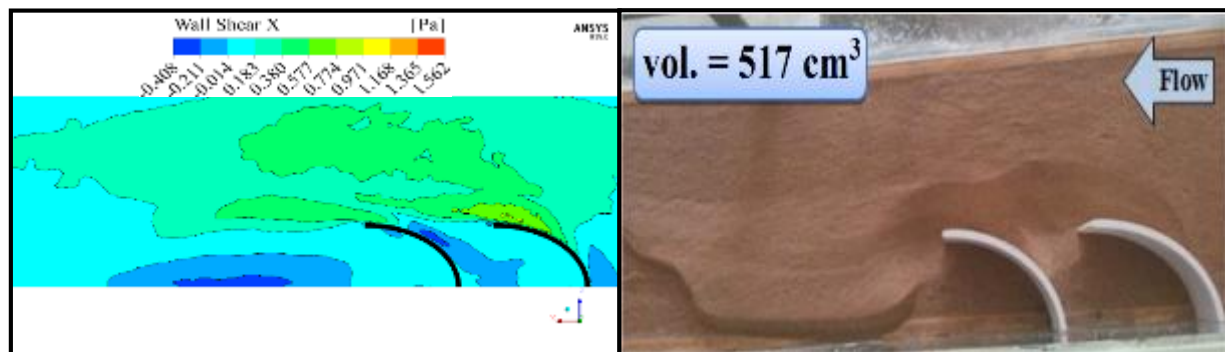 Wall Shear X [Pa]
ANSYS
-0.408 -0.211 -0.014 0.183 0.380 0.577 0.774 0.971 1.168 1.365 1.562
vol. = 517 cm³
Flow